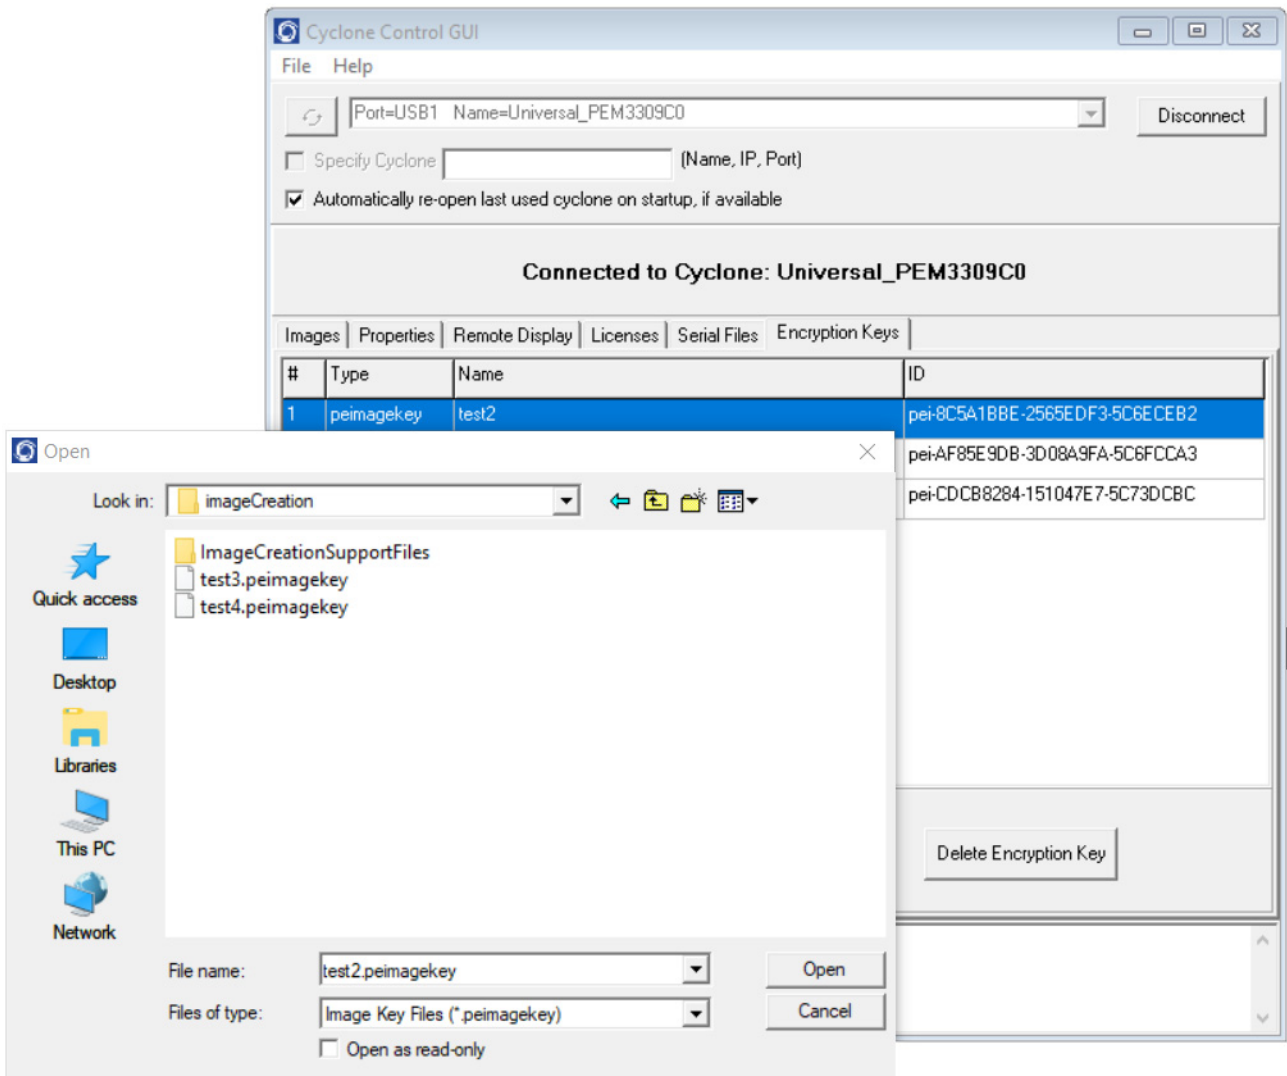 Cyclone Control GUI
File Help
Port=USB1 Name=Universal_PEM3309C0
Disconnect
Specify Cyclone
(Name, IP, Port)
Automatically re-open last used cyclone on startup, if available
Connected to Cyclone: Universal_PEM3309C0
Images Properties Remote Display Licenses Serial Files Encryption Keys
# Type Name ID
1 peimagekey test2 pei-8C5A1BBE-2565EDF3-5C6ECEB2
pei-AF85E9DB-3D08A9FA-5C6FCCA3
pei-CDCB8284-151047E7-5C73DCBC
Delete Encryption Key
Open
Look in: imageCreation
ImageCreationSupportFiles
test3.peimagekey
test4.peimagekey
Quick access
Desktop
Libraries
This PC
Network
File name: test2.peimagekey Open
Files of type: Image Key Files (*.peimagekey) Cancel
Open as read-only